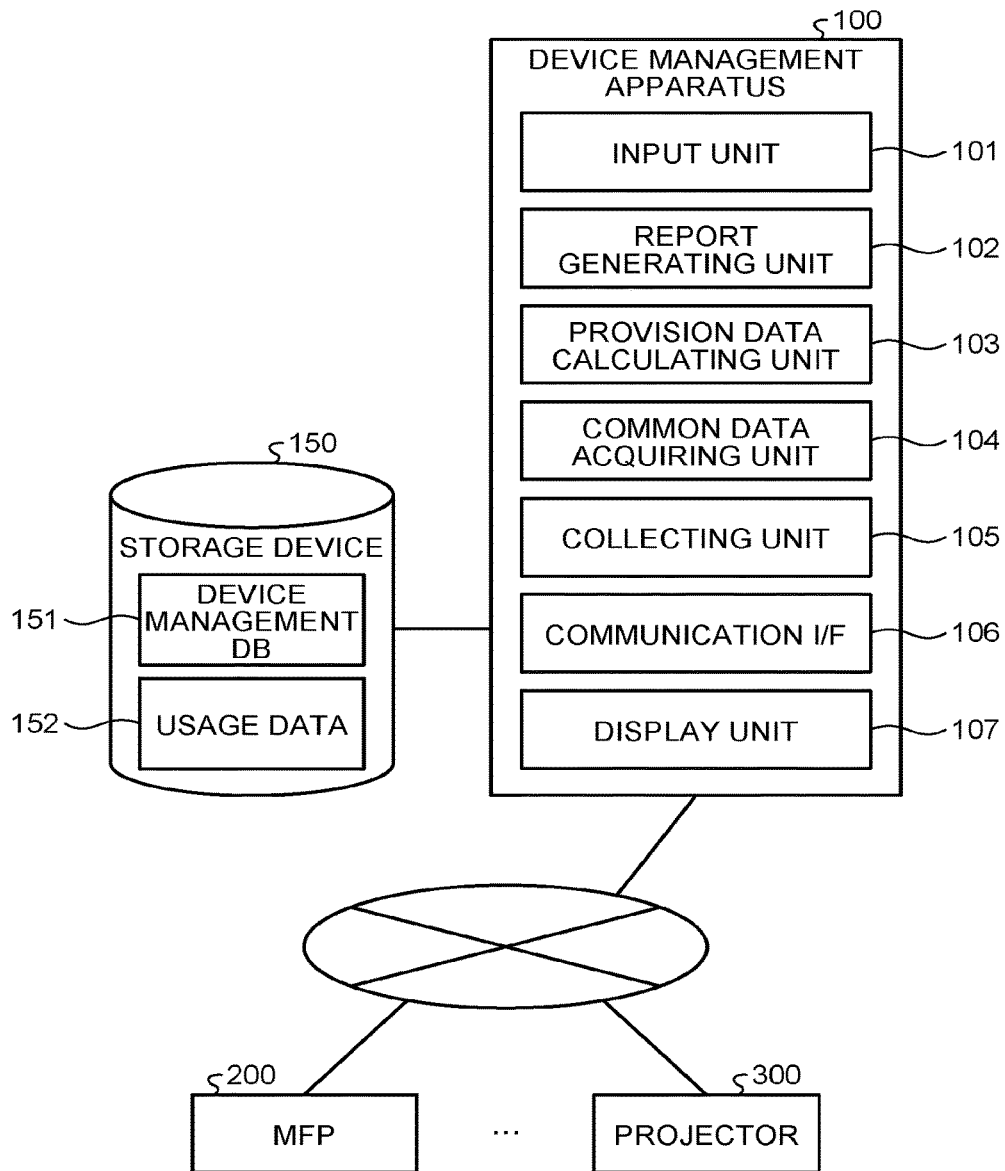 100
DEVICE MANAGEMENT
APPARATUS
INPUT UNIT
101
REPORT
GENERATING UNIT
102
PROVISION DATA
CALCULATING UNIT
103
COMMON DATA
ACQUIRING UNIT
104
COLLECTING UNIT
105
COMMUNICATION I/F
106
DISPLAY UNIT
107
150
STORAGE DEVICE
151
DEVICE
MANAGEMENT
DB
152
USAGE DATA
200
MFP
...
300
PROJECTOR